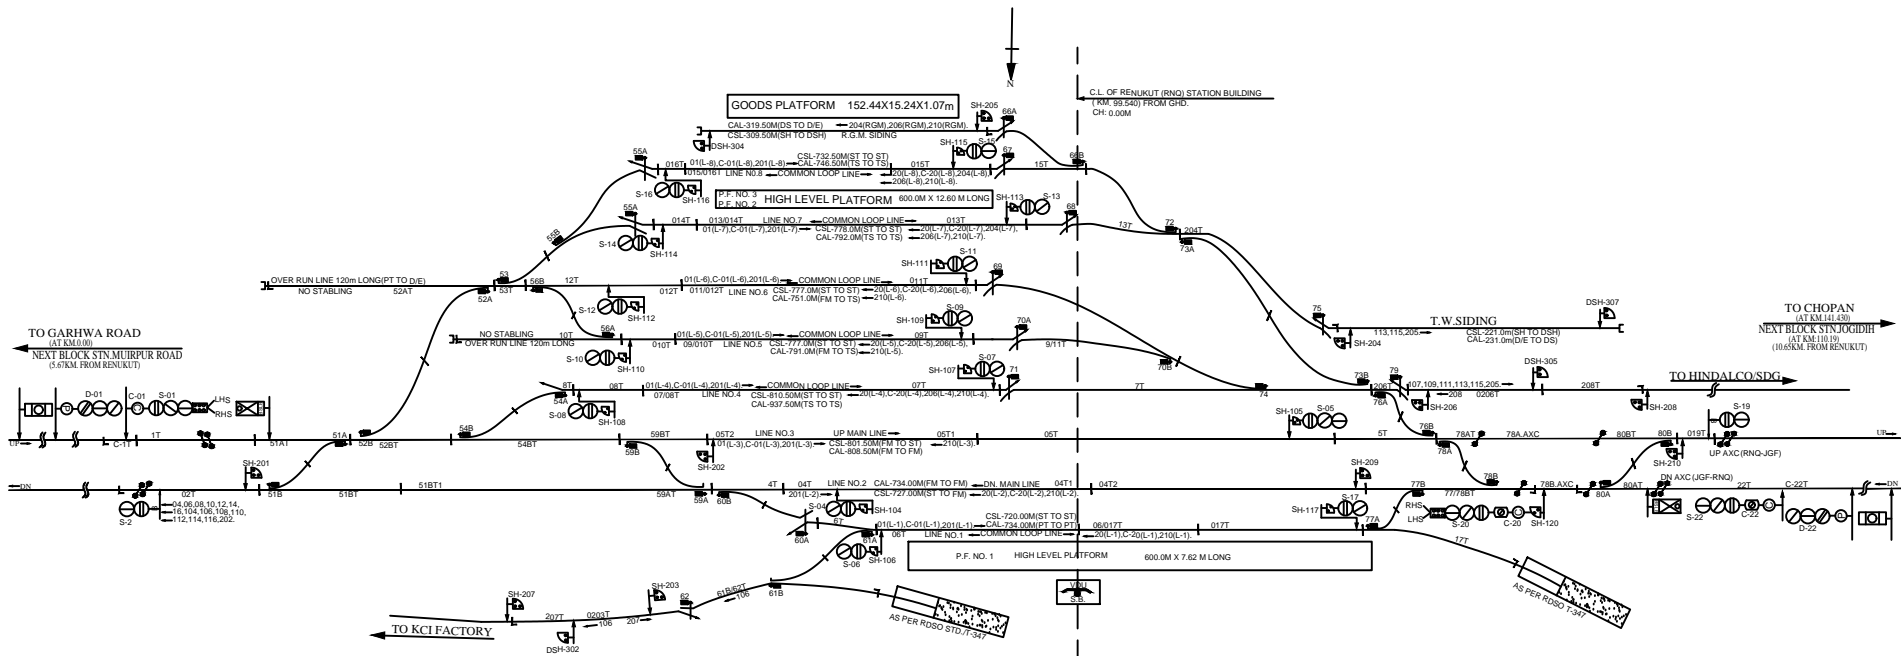 N
C.L. OF RENUKUT (RNQ) STATION BUILDING
( KM. 99.540) FROM GHD.
CH: 0.00M
GOODS PLATFORM 152.44X15.24X1.07m
SH-205
66A
CAL-319.50M(DS TO D/E) 204(RGM),206(RGM),210(RGM).
CSL-309.50M(SH TO DSH) R.G.M. SIDING
DSH-304
SH-115
S-15
67
66B
55A
016T
01(L-8),C-01(L-8),201(L-8)
CSL-732.50M(ST TO ST)
CAL-746.50M(TS TO TS)
015T
15T
015/016T
LINE N0.8
COMMON LOOP LINE
20(L-8),C-20(L-8),204(L-8),
206(L-8),210(L-8).
S-16
SH-116
P.F. NO. 3
P.F. NO. 2
HIGH LEVEL PLATFORM 600.0M X 12.60 M LONG
SH-113
S-13
55A
68
014T
013/014T
LINE NO.7
COMMON LOOP LINE
013T
13T
72
204T
73A
01(L-7),C-01(L-7),201(L-7).
CSL-778.0M(ST TO ST)
20(L-7),C-20(L-7),204(L-7),
CAL-792.0M(TS TO TS)
206(L-7),210(L-7).
55B
S-14
SH-114
S-11
SH-111
69
OVER RUN LINE 120m LONG(PT TO D/E)
NO STABLING
52AT
53
53T
52A
56B
12T
01(L-6),C-01(L-6),201(L-6)
COMMON LOOP LINE
011T
012T
011/012T
LINE NO.6
CSL-777.0M(ST TO ST)
20(L-6),C-20(L-6),206(L-6),
CAL-751.0M(FM TO TS)
210(L-6).
S-12
SH-112
S-09
SH-109
70A
75
DSH-307
T.W.SIDING
113,115,205.
CSL-221.0m(SH TO DSH)
CAL-231.0m(D/E TO DS)
SH-204
TO CHOPAN
(AT KM.141.430)
NEXT BLOCK STN.JOGIDIH
(AT KM:110.19)
(10.65KM. FROM RENUKUT)
TO GARHWA ROAD
(AT KM.0.00)
NEXT BLOCK STN.MUIRPUR ROAD
(5.67KM. FROM RENUKUT)
NO STABLING
10T
OVER RUN LINE 120m LONG
56A
01(L-5),C-01(L-5),201(L-5)
COMMON LOOP LINE
09T
9/11T
70B
010T
09/010T
LINE NO.5
CSL-777.0M(ST TO ST)
20(L-5),C-20(L-5),206(L-5),
CAL-791.0M(FM TO TS)
210(L-5).
S-10
SH-110
S-07
SH-107
71
DSH-305
73B
79
TO HINDALCO/SDG
8T
08T
01(L-4),C-01(L-4),201(L-4)
COMMON LOOP LINE
07T
7T
74
206T
76A
107,109,111,113,115,205.
208
0206T
208T
54A
07/08T
LINE NO.4
CSL-810.50M(ST TO ST)
20(L-4),C-20(L-4),206(L-4),210(L-4).
CAL-937.50M(TS TO TS)
S-08
SH-108
SH-206
SH-208
D-01
C-01
S-01
LHS
RHS
SH-105
S-05
S-19
UP
C-1T
1T
51A1
51A
52B
52BT
54B
54BT
59BT
59B
05T2
LINE NO.3
UP MAIN LINE
05T1
05T
5T
76B
78A
78AT
78A.AXC
80BT
80B
019T
UP
01(L-3),C-01(L-3),201(L-3)
CSL-801.50M(FM TO ST)
210(L-3).
CAL-808.50M(FM TO FM)
SH-202
UP AXC(RNQ-JGF)
SH-210
SH-201
SH-209
DN
02T
51B
51BT
51BT1
59AT
59A
60B
4T
04T
LINE NO.2
CAL-734.00M(FM TO FM)
DN. MAIN LINE
04T1
04T2
77B
77/78BT
78B
78B.AXC
80A
80AT
DN AXC (JGF-RNQ)
22T
C-22T
DN
201(L-2)
CSL-727.00M(ST TO FM)
20(L-2),C-20(L-2),210(L-2).
S-2
04,06,08,10,12,14,
16,104,106,108,110,
112,114,116,202.
S-04
SH-104
S-17
SH-117
RHS
LHS
S-20
C-20
SH-120
S-22
C-22
D-22
CSL-720.00M(ST TO ST)
6T
60A
01(L-1),C-01(L-1),201(L-1)
CAL-734.00M(PT TO PT)
06/017T
017T
77A
17T
61A
06T
LINE NO.1
COMMON LOOP LINE
20(L-1),C-20(L-1),210(L-1).
S-06
SH-106
P.F. NO. 1 HIGH LEVEL PLATFORM 600.0M X 7.62 M LONG
VDU
S.B.
SH-207
SH-203
62
61B/62T
106
61B
207T
0203T
106
207
DSH-302
TO KCI FACTORY
AS PER RDSO STD./T-347
AS PER RDSO T-347